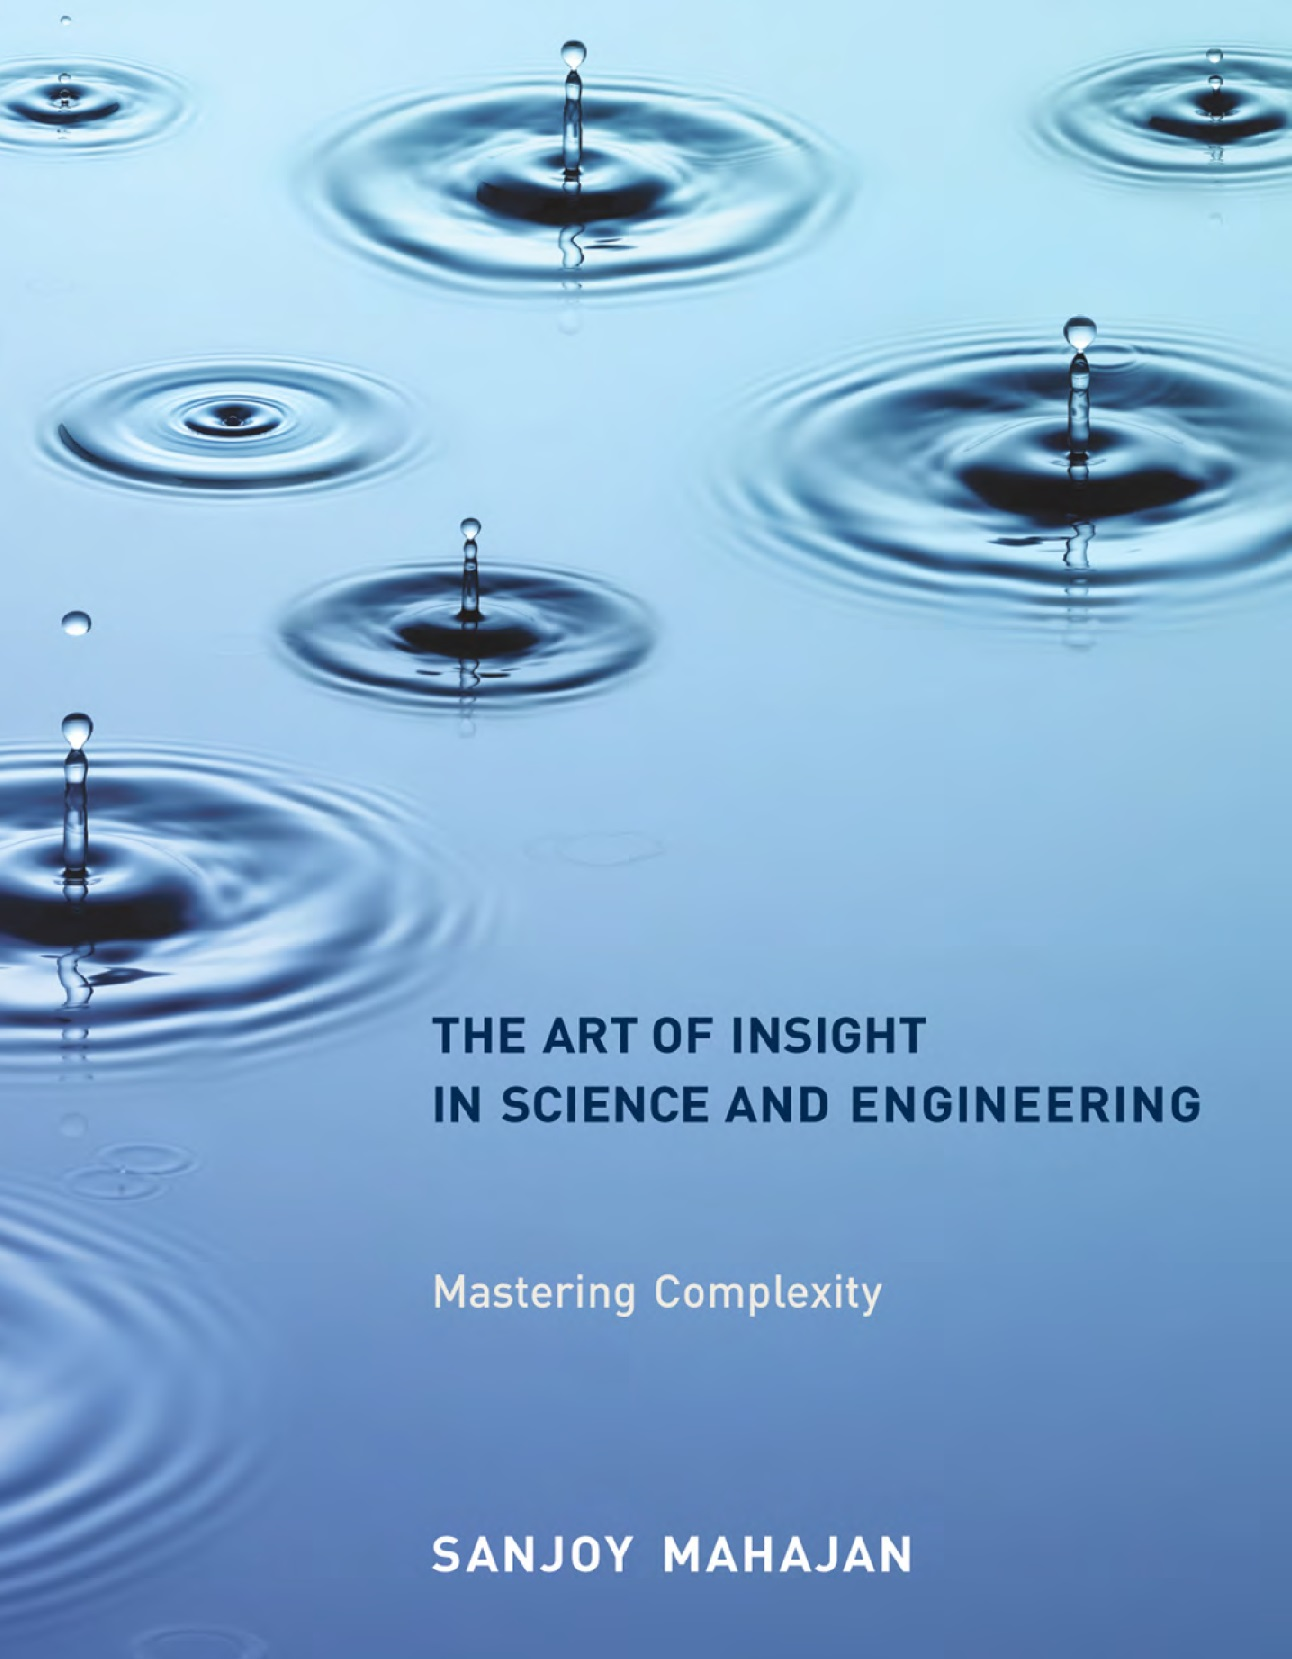 THE ART OF INSIGHT
IN SCIENCE AND ENGINEERING
Mastering Complexity
SANJOY MAHAJAN